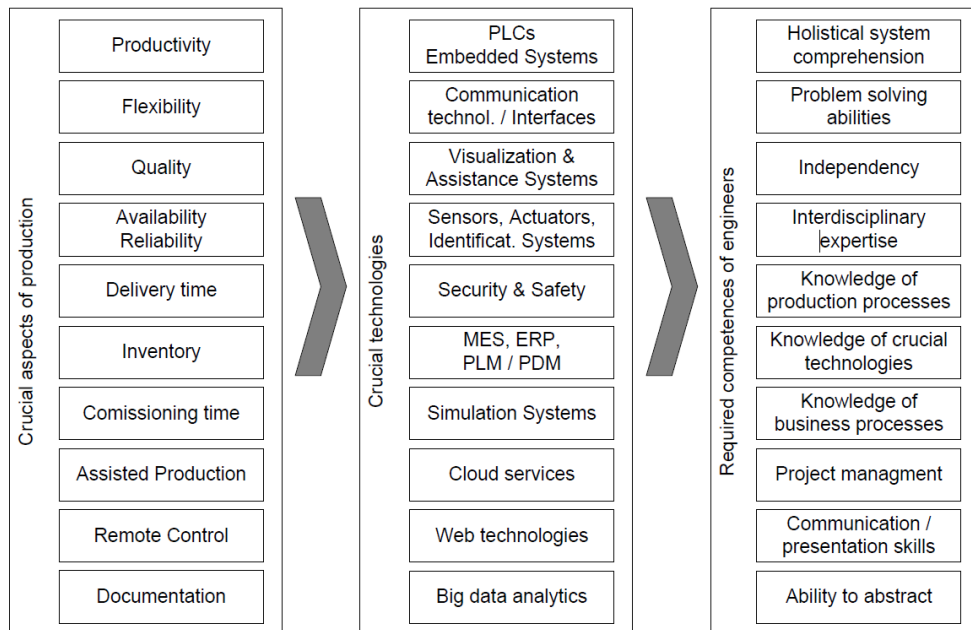 Crucial aspects of production
Productivity
Flexibility
Quality
Availability
Reliability
Delivery time
Inventory
Comissioning time
Assisted Production
Remote Control
Documentation
Crucial technologies
PLCs
Embedded Systems
Communication
technol. / Interfaces
Visualization &
Assistance Systems
Sensors, Actuators,
Identificat. Systems
Security & Safety
MES, ERP,
PLM / PDM
Simulation Systems
Cloud services
Web technologies
Big data analytics
Required competences of engineers
Holistical system
comprehension
Problem solving
abilities
Independency
Interdisciplinary
expertise
Knowledge of
production processes
Knowledge of crucial
technologies
Knowledge of
business processes
Project managment
Communication /
presentation skills
Ability to abstract